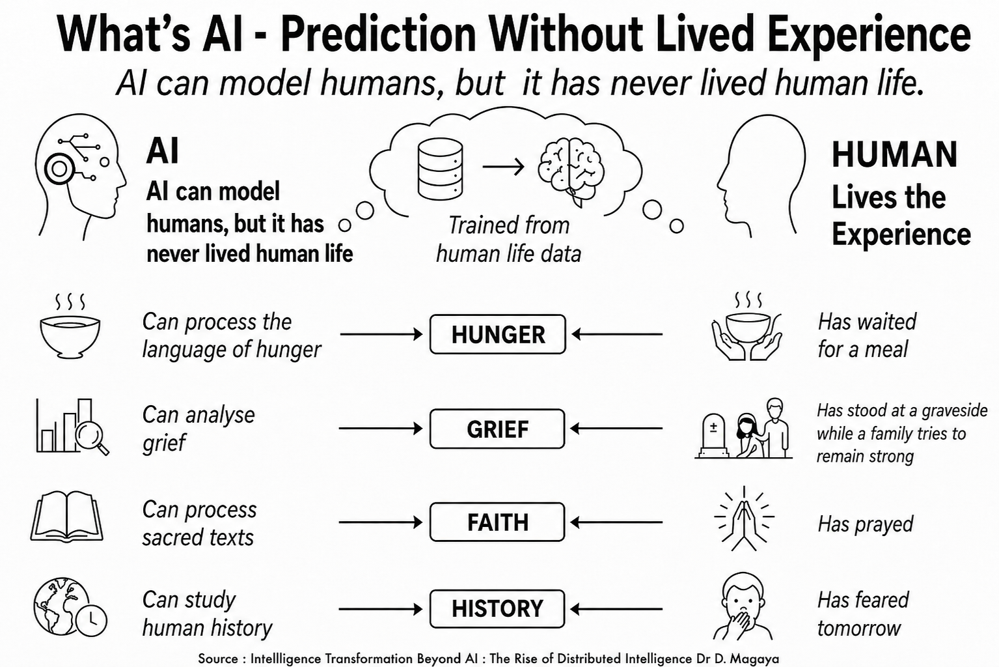 What's AI - Prediction Without Lived Experience
AI can model humans, but it has never lived human life.
AI
AI can model
humans, but it has
never lived human life
Trained from
human life data
HUMAN
Lives the
Experience
Can process the
language of hunger
HUNGER
Has waited
for a meal
Can analyse
grief
GRIEF
Has stood at a graveside
while a family tries to
remain strong
Can process
sacred texts
FAITH
Has prayed
Can study
human history
HISTORY
Has feared
tomorrow
Source : Intellligence Transformation Beyond AI : The Rise of Distributed Intelligence Dr D. Magaya